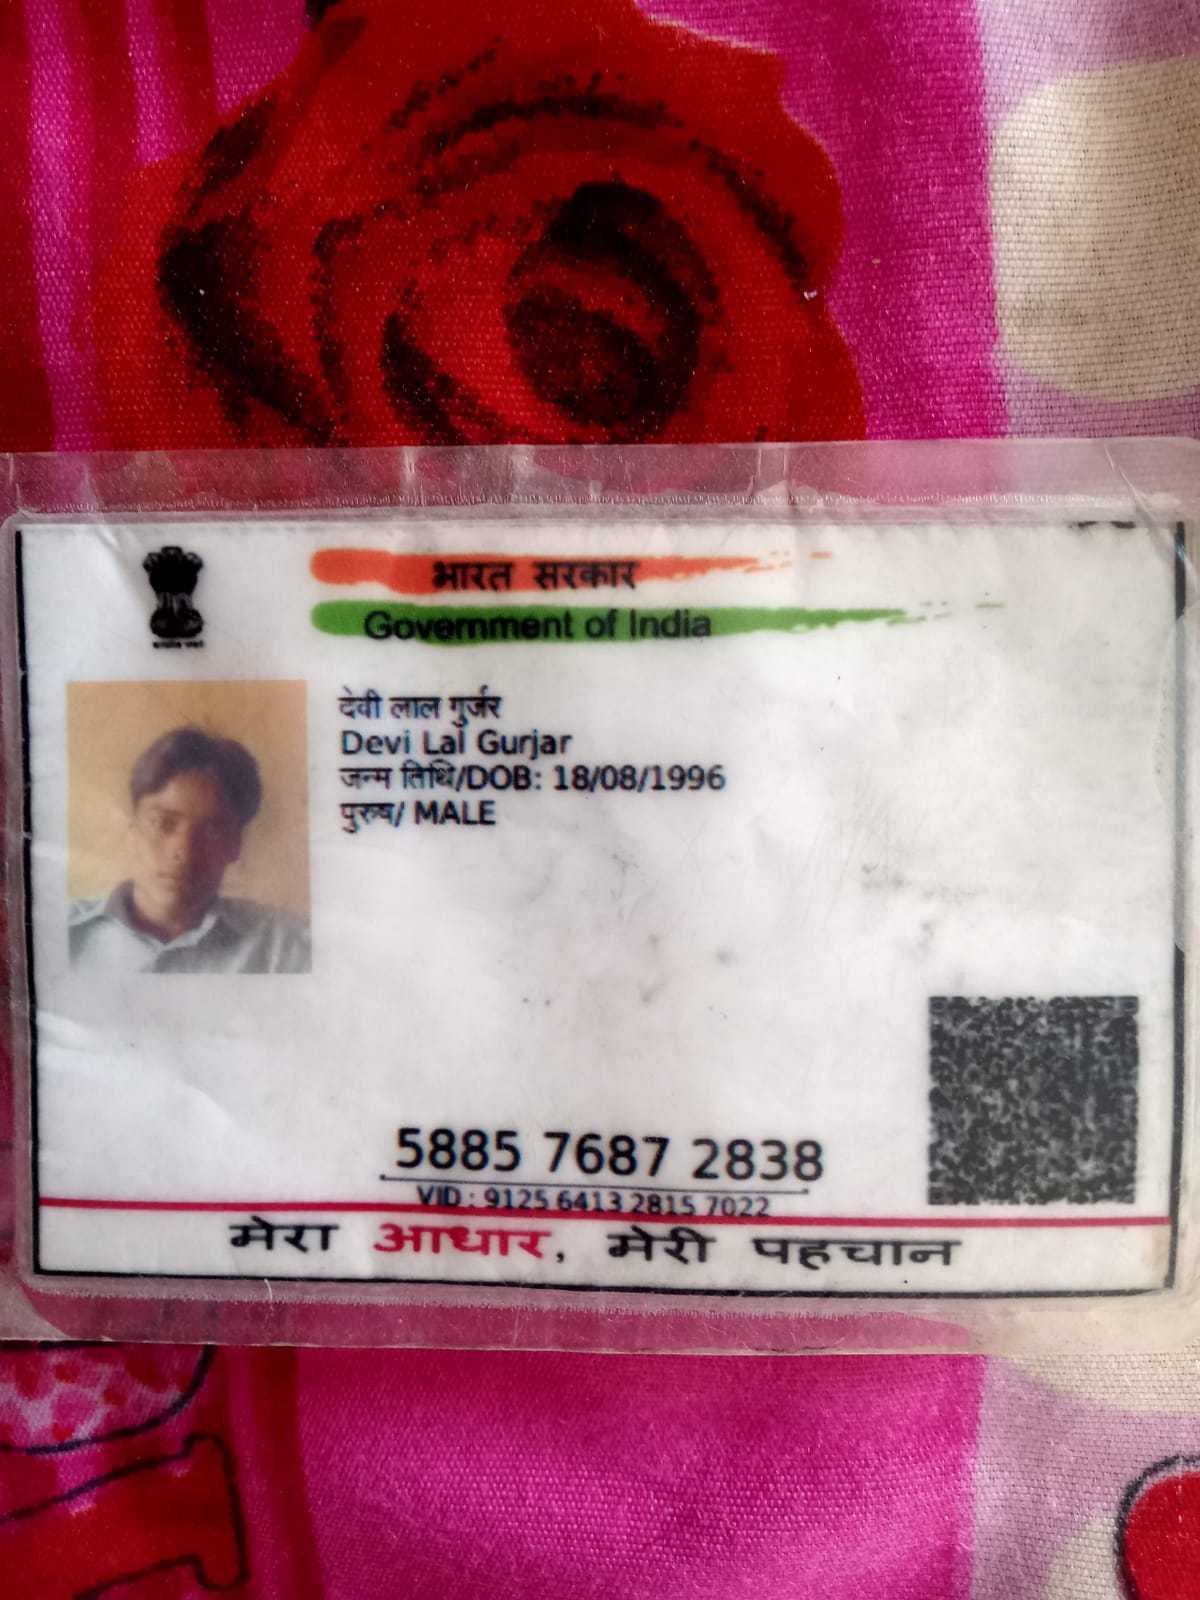 भारत सरकार
Government of India
देवी लाल गुर्जर
Devi Lal Gurjar
जन्म तिथि/DOB: 18/08/1996
पुरुष/ MALE
5885 7687 2838
VID : 9125 6413 2815 7022
मेरा आधार, मेरी पहचान